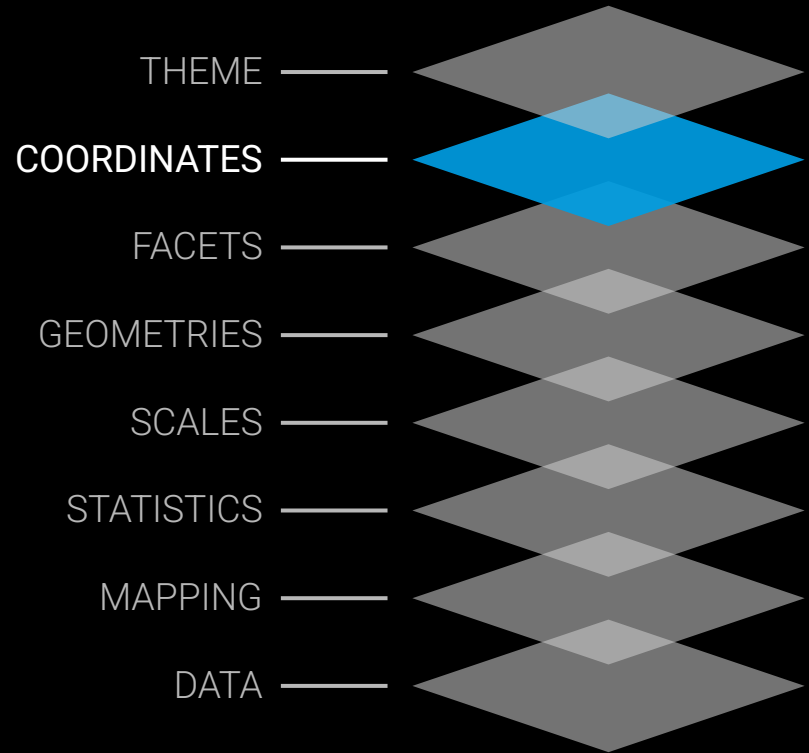 THEME
COORDINATES
FACETS
GEOMETRIES
SCALES
STATISTICS
MAPPING
DATA